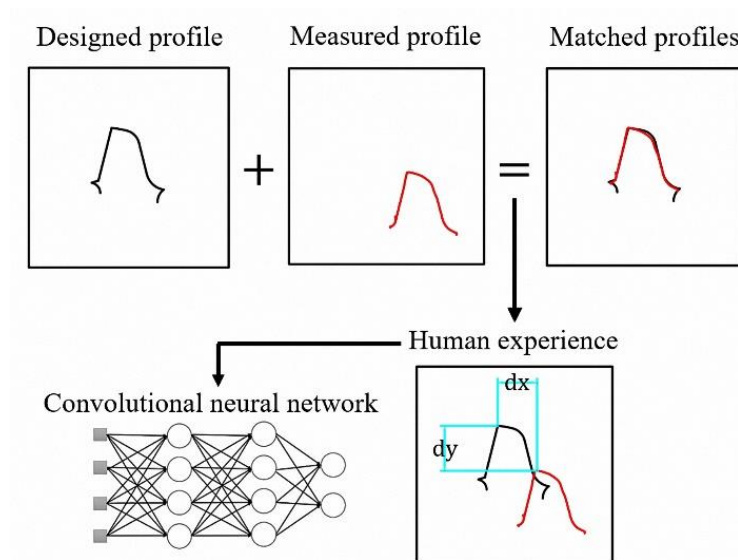 Designed profile
Measured profile
Matched profiles
+
=
Human experience
dx
Convolutional neural network
dy